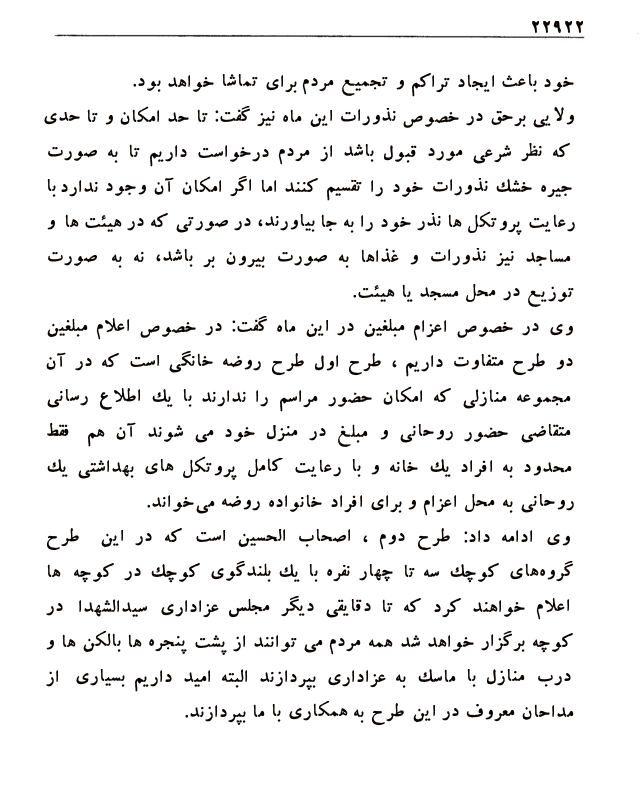 ۲۲۹۲۲
خود باعث ایجاد تراکم و تجمیع مردم برای تماشا خواهد بود.
ولایی برحق در خصوص نذورات این ماه نیز گفت: تا حد امکان و تا حدی
که نظر شرعی مورد قبول باشد از مردم درخواست داریم تا به صورت
جیره خشك نذورات خود را تقسیم کنند اما اگر امکان آن وجود ندارد با
رعایت پروتکل ها نذر خود را به جا بیاورند، در صورتی که در هیئت ها و
مساجد نیز نذورات و غذاها به صورت بیرون بر باشد، نه به صورت
توزیع در محل مسجد یا هیئت.
وی در خصوص اعزام مبلغین در این ماه گفت: در خصوص اعلام مبلغین
دو طرح متفاوت داریم ، طرح اول طرح روضه خانگی است که در آن
مجموعه منازلی که امکان حضور مراسم را ندارند با یك اطلاع رسانی
متقاضی حضور روحانی و مبلغ در منزل خود می شوند آن هم فقط
محدود به افراد یك خانه و با رعایت کامل پروتکل های بهداشتی یك
روحانی به محل اعزام و برای افراد خانواده روضه می‌خواند.
وی ادامه داد: طرح دوم ، اصحاب الحسین است که در این طرح
گروه‌های کوچك سه تا چهار نفره با یك بلندگوی کوچك در کوچه ها
اعلام خواهند کرد که تا دقایقی دیگر مجلس عزاداری سیدالشهدا در
کوچه برگزار خواهد شد همه مردم می توانند از پشت پنجره ها بالکن ها و
درب منازل با ماسك به عزاداری بپردازند البته امید داریم بسیاری از
مداحان معروف در این طرح به همکاری با ما بپردازند.